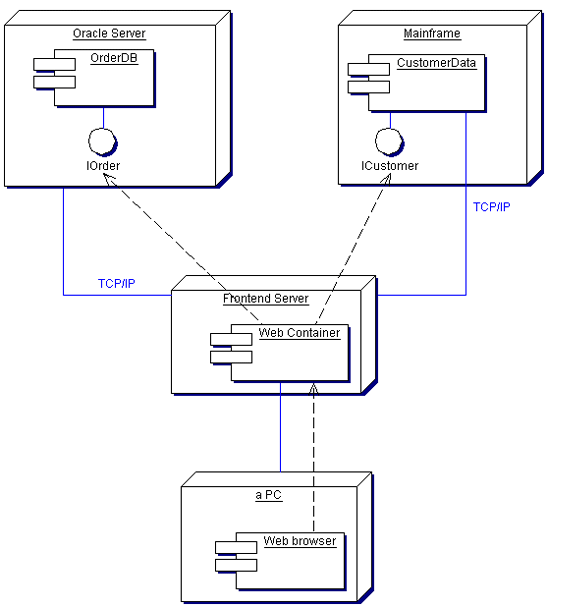 Oracle Server
OrderDB
IOrder
Mainframe
CustomerData
ICustomer
TCP/IP
TCP/IP
Frontend Server
Web Container
a PC
Web browser